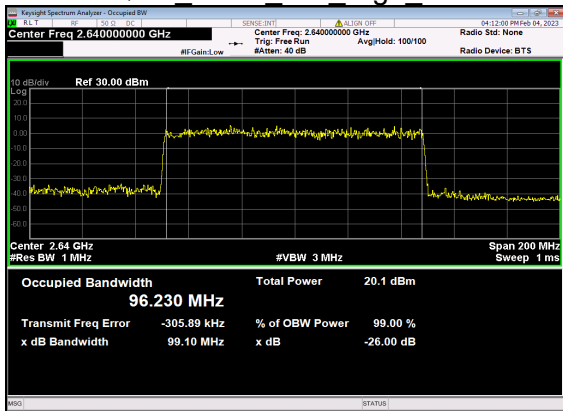 Keysight Spectrum Analyzer - Occupied BW
RLT RF 50 Ω DC SENSE:INT ALIGN OFF 04:12:00 PM Feb 04, 2023
Center Freq 2.640000000 GHz Center Freq: 2.640000000 GHz Radio Std: None
Trig: Free Run Avg|Hold: 100/100
#IFGain:Low #Atten: 40 dB Radio Device: BTS
10 dB/div Ref 30.00 dBm
Log
20.0
10.0
0.00
-10.0
-20.0
-30.0
-40.0
-50.0
-60.0
Center 2.64 GHz Span 200 MHz
#Res BW 1 MHz #VBW 3 MHz Sweep 1 ms
Occupied Bandwidth Total Power 20.1 dBm
96.230 MHz
Transmit Freq Error -305.89 kHz % of OBW Power 99.00 %
x dB Bandwidth 99.10 MHz x dB -26.00 dB
MSG STATUS